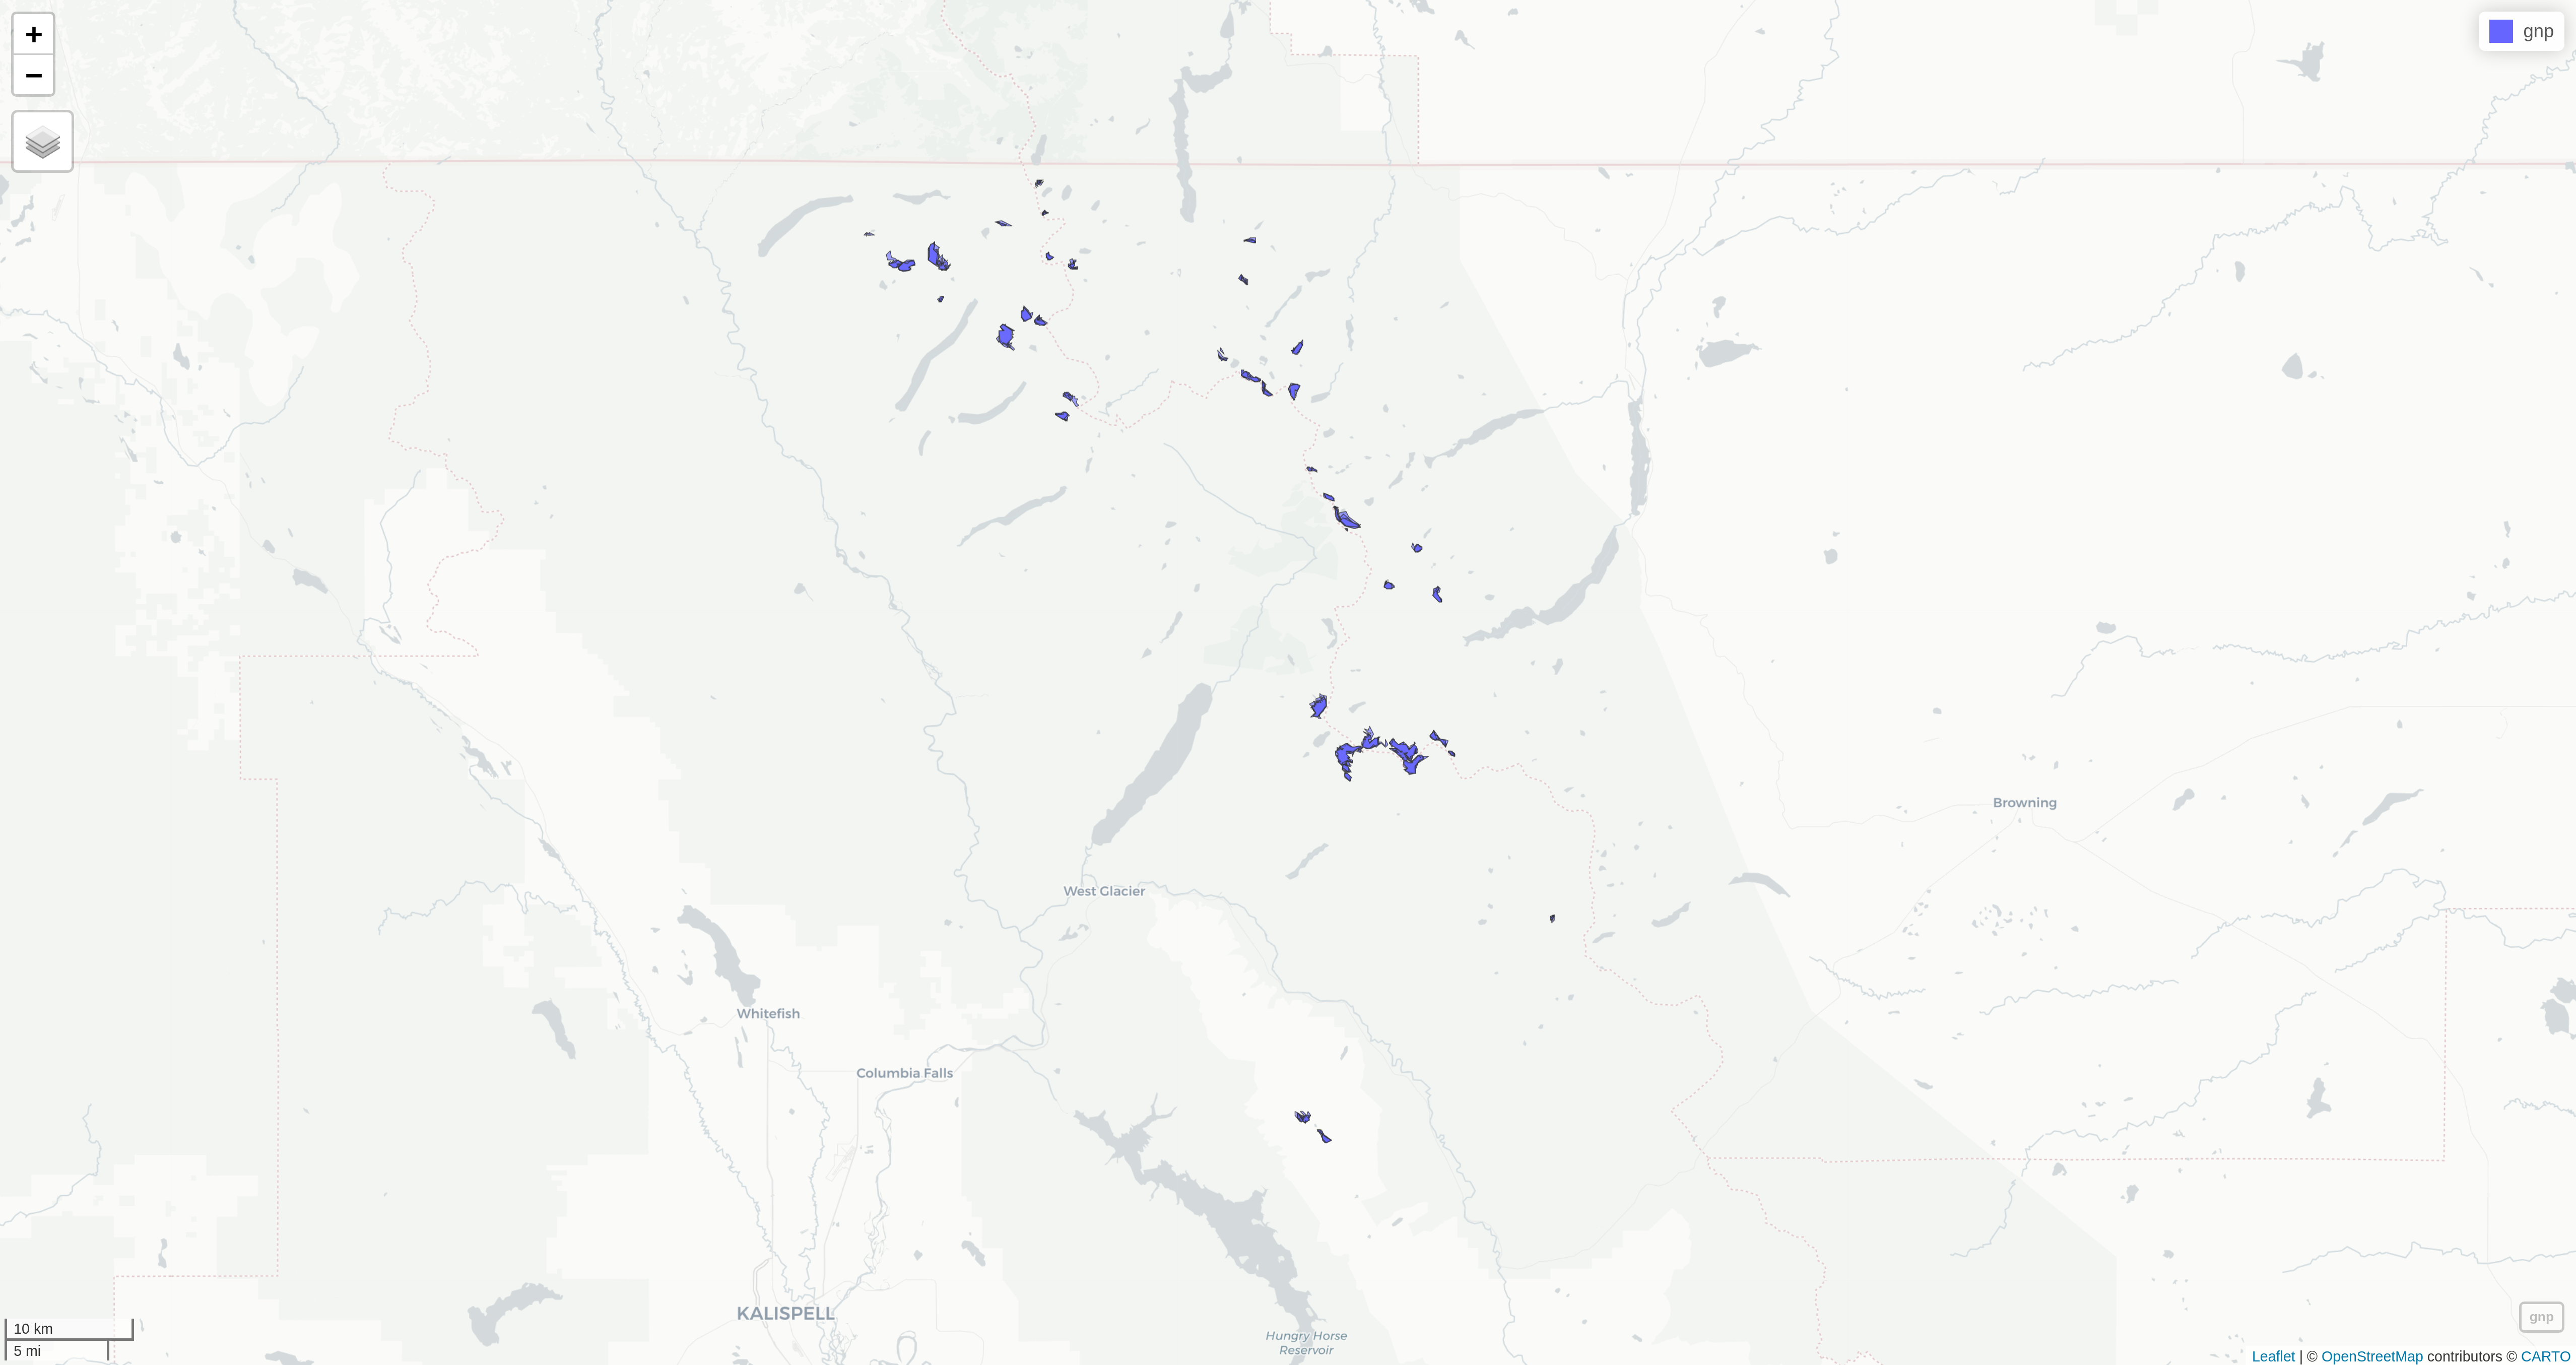 +
−
gnp
Browning
West Glacier
Whitefish
Columbia Falls
KALISPELL
Hungry Horse
Reservoir
10 km
5 mi
gnp
Leaflet | © OpenStreetMap contributors © CARTO